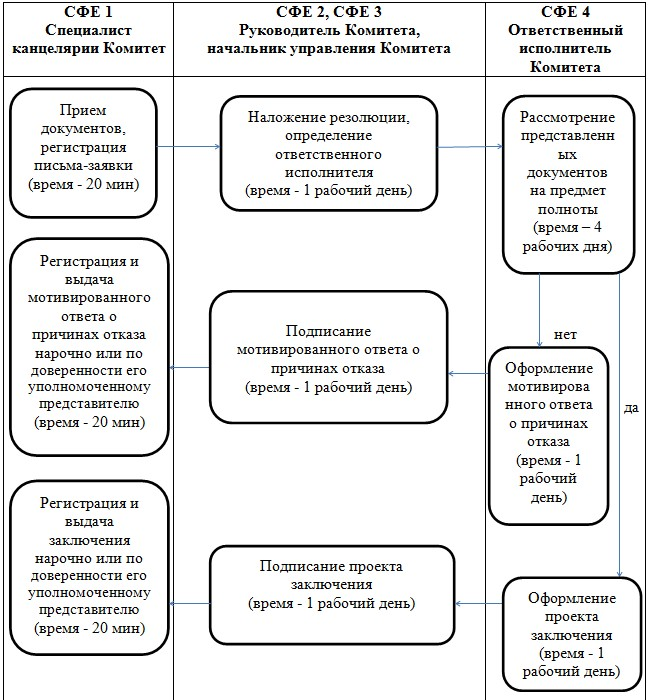 СФЕ 1
Специалист
канцелярии Комитет
СФЕ 2, СФЕ 3
Руководитель Комитета,
начальник управления Комитета
СФЕ 4
Ответственный
исполнитель
Комитета
Прием
документов,
регистрация
письма-заявки
(время - 20 мин)
Наложение резолюции,
определение
ответственного
исполнителя
(время - 1 рабочий день)
Рассмотрение
представленн
ых
документов
на предмет
полноты
(время – 4
рабочих дня)
Регистрация и
выдача
мотивированного
ответа о
причинах отказа
нарочно или по
доверенности его
уполномоченному
представителю
(время - 20 мин)
Подписание
мотивированного ответа о
причинах отказа
(время - 1 рабочий день)
нет
Оформление
мотивирова
нного ответа
о причинах
отказа
(время - 1
рабочий
день)
да
Регистрация и
выдача
заключения
нарочно или по
доверенности его
уполномоченному
представителю
(время - 20 мин)
Подписание проекта
заключения
(время - 1 рабочий день)
Оформление
проекта
заключения
(время - 1
рабочий день)